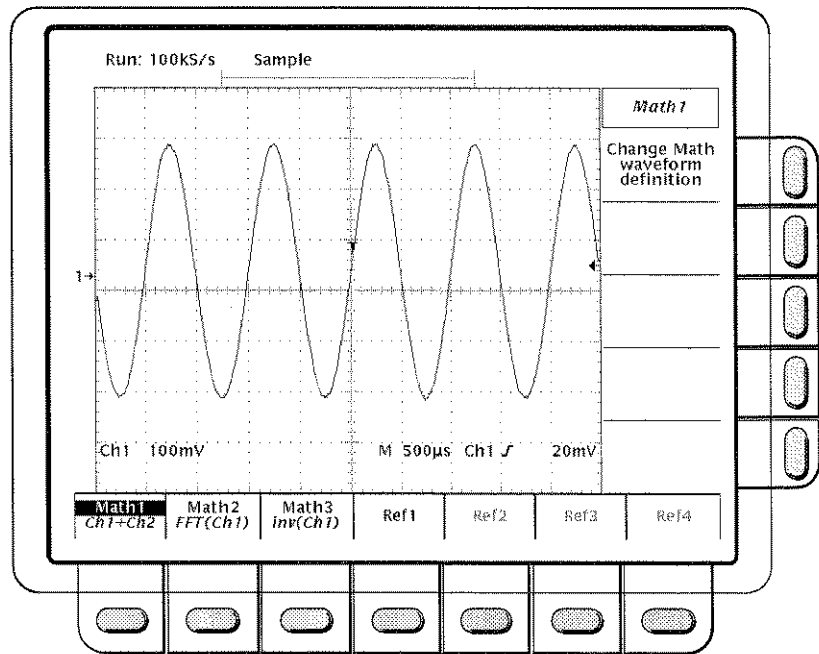 Run: 100kS/s Sample
Math1
Change Math
waveform
definition
1
Ch1 100mV M 500µs Ch1 20mV
Math1
Ch1+Ch2
Math2
FFT(Ch1)
Math3
inv(Ch1)
Ref1
Ref2
Ref3
Ref4